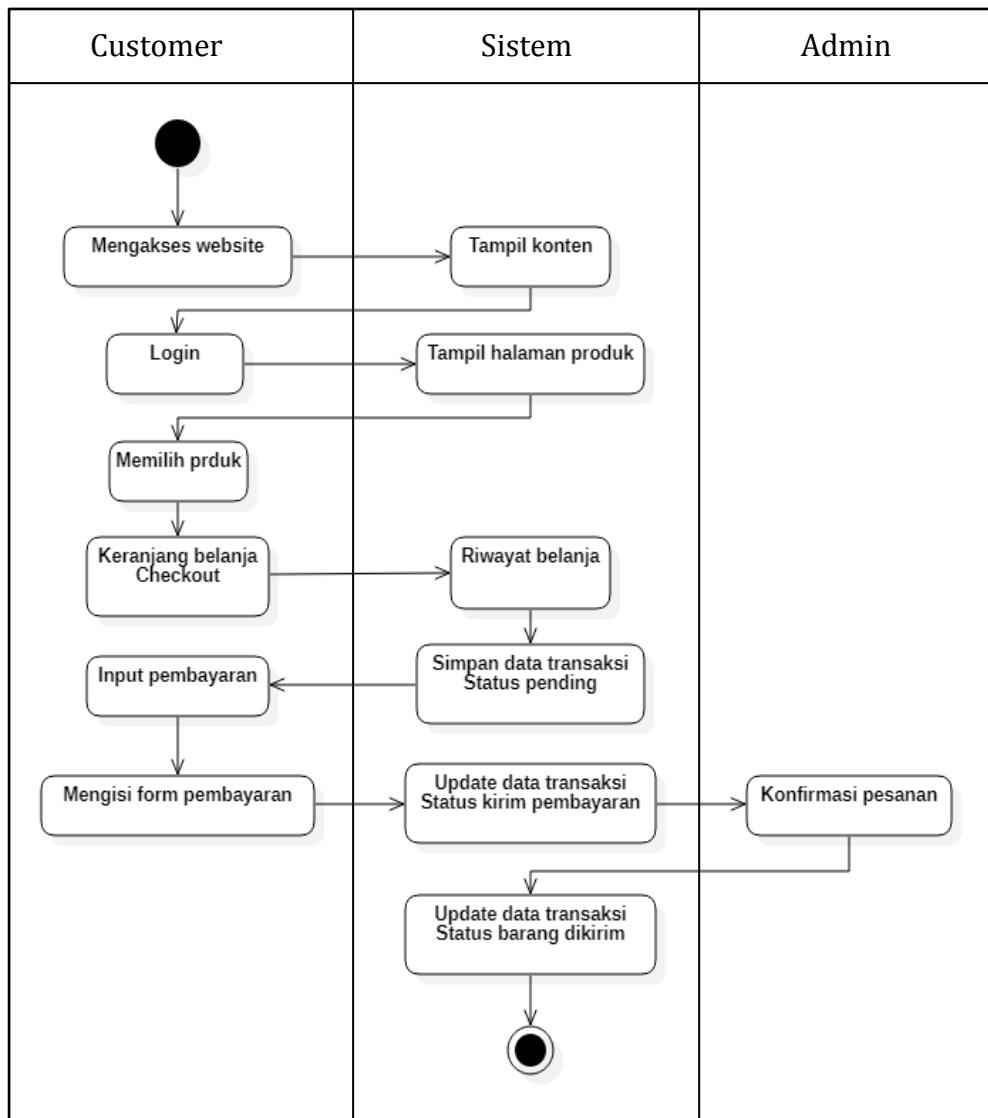 Customer
Sistem
Admin
Mengakses website
Tampil konten
Login
Tampil halaman produk
Memilih prduk
Keranjang belanja
Checkout
Riwayat belanja
Simpan data transaksi
Status pending
Input pembayaran
Mengisi form pembayaran
Update data transaksi
Status kirim pembayaran
Konfirmasi pesanan
Update data transaksi
Status barang dikirim